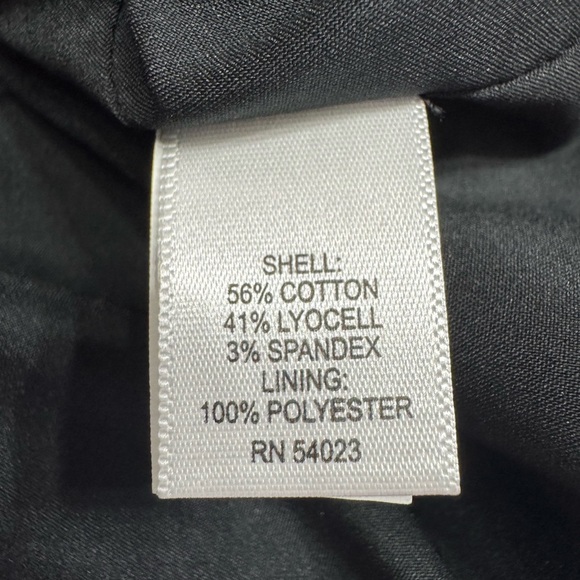 SHELL:
56% COTTON
41% LYOCELL
3% SPANDEX
LINING:
100% POLYESTER
RN 54023